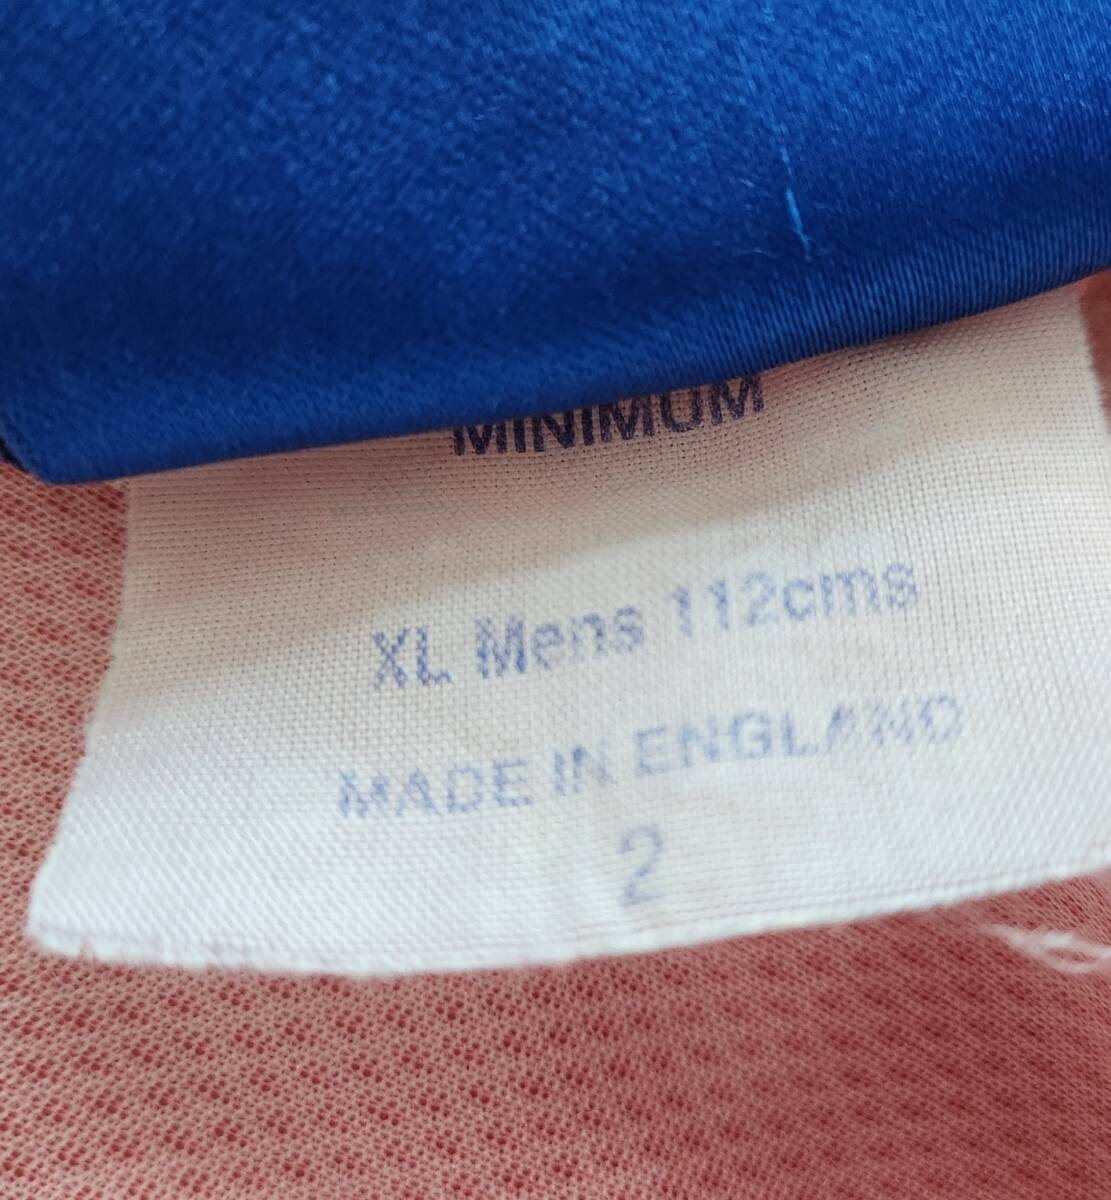 MINIMUM
XL Mens 112cms
MADE IN ENGLAND
2